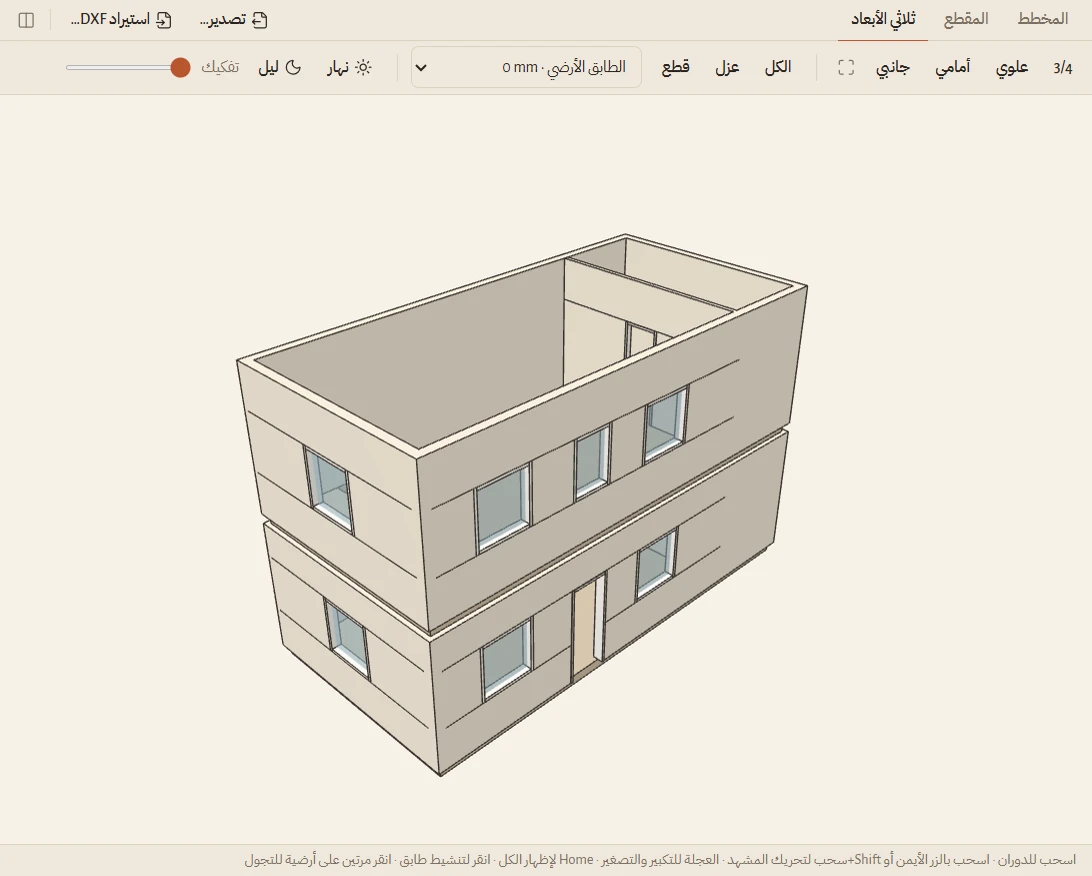 المخطط المقطع ثلاثي الأبعاد تصدير... استيراد DXF...
3/4 علوي أمامي جانبي الكل عزل قطع الطابق الأرضي · 0 mm نهار ليل تفكيك
اسحب للدوران · اسحب بالزر الأيمن أو Shift+سحب لتحريك المشهد · العجلة للتكبير والتصغير · Home لإظهار الكل · انقر لتنشيط طابق · انقر مرتين على أرضية للتجول